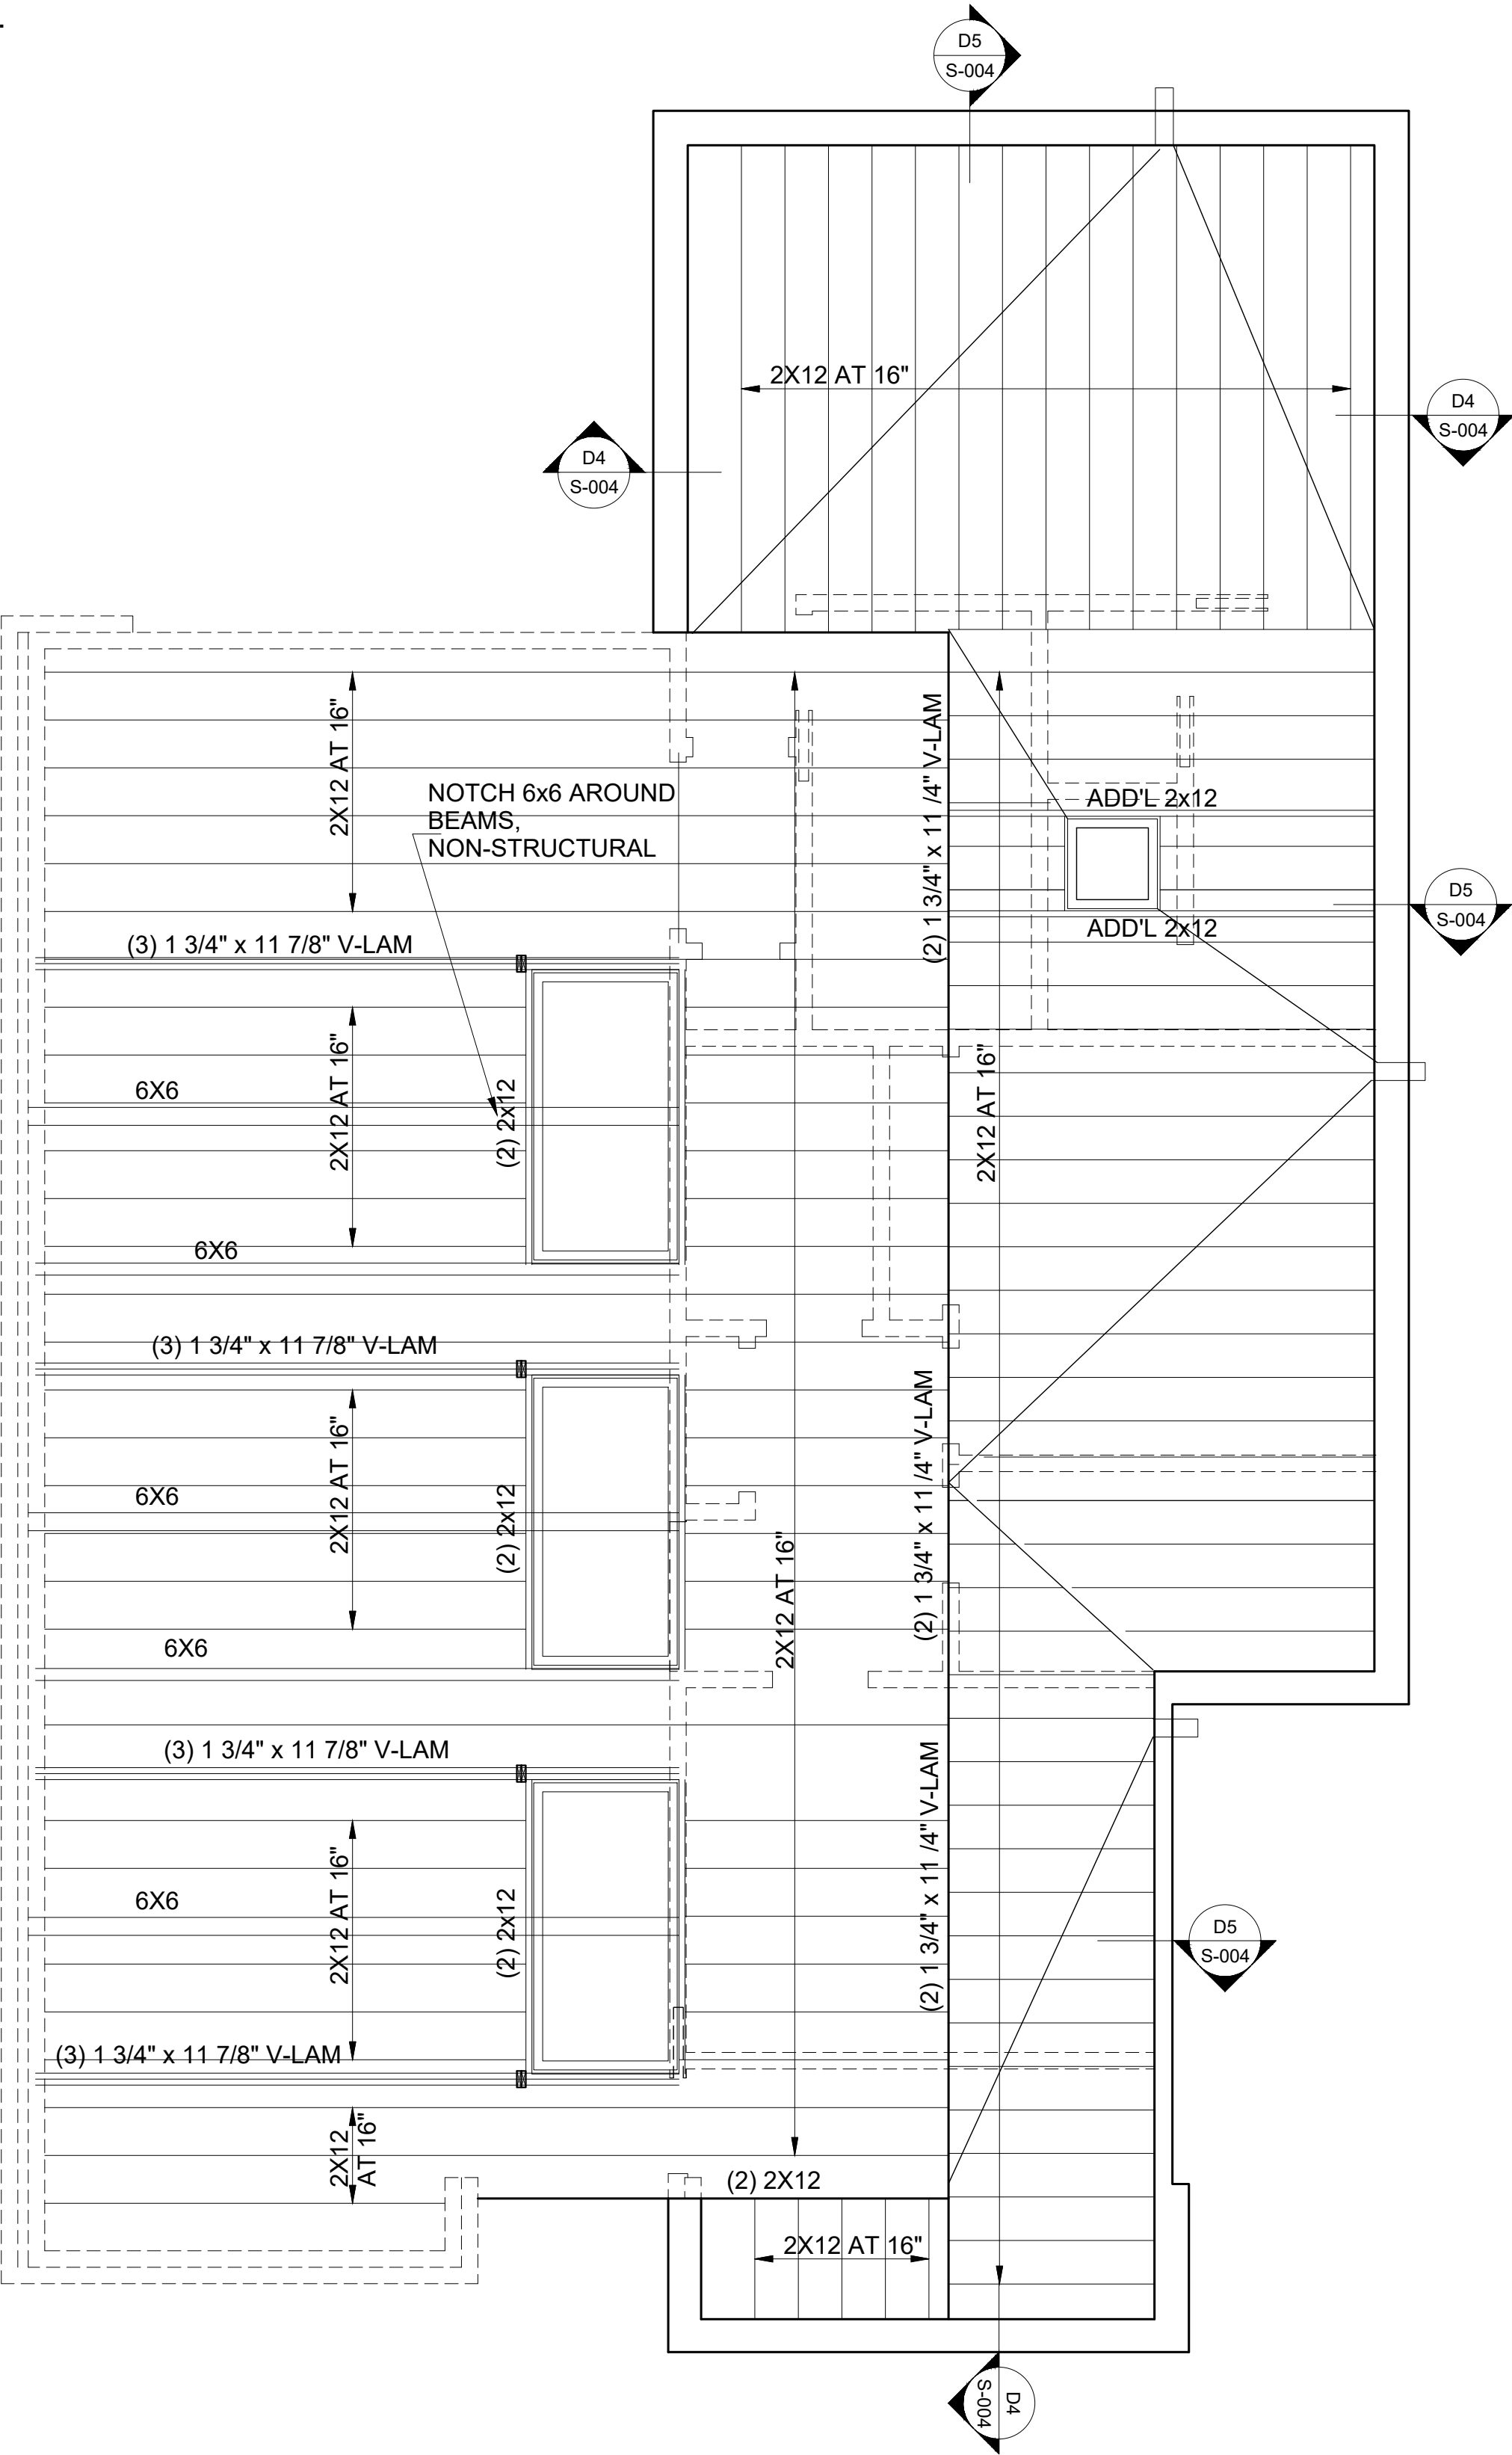 D5
S-004
2X12 AT 16"
D4
S-004
D4
S-004
2X12 AT 16"
(2) 1 3/4" x 11 /4" V-LAM
NOTCH 6x6 AROUND
BEAMS,
NON-STRUCTURAL
ADD'L 2x12
D5
S-004
ADD'L 2x12
(3) 1 3/4" x 11 7/8" V-LAM
2X12 AT 16"
6X6
(2) 2x12
2X12 AT 16"
6X6
(3) 1 3/4" x 11 7/8" V-LAM
2X12 AT 16"
6X6
(2) 2x12
(2) 1 3/4" x 11 /4" V-LAM
2X12 AT 16"
6X6
(3) 1 3/4" x 11 7/8" V-LAM
(2) 1 3/4" x 11 /4" V-LAM
2X12 AT 16"
6X6
(2) 2x12
D5
S-004
(3) 1 3/4" x 11 7/8" V-LAM
2X12
AT 16"
(2) 2X12
2X12 AT 16"
D4
S-004